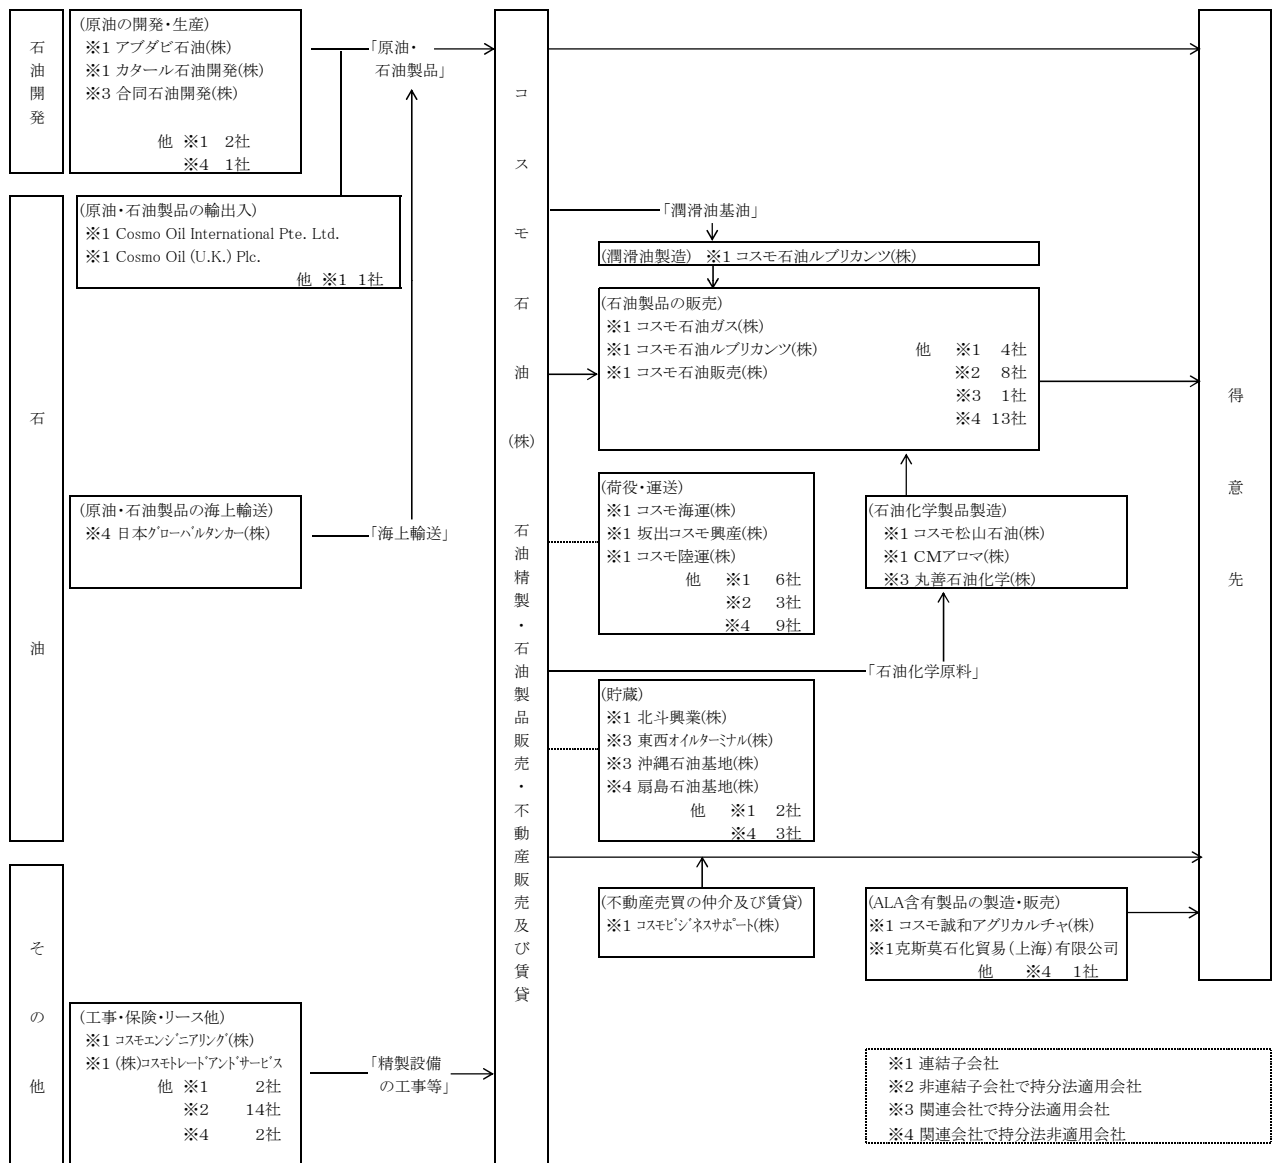 石油開発
(原油の開発・生産)
※1 アブダビ石油(株)
※1 カタール石油開発(株)
※3 合同石油開発(株)
他 ※1 2社
※4 1社
「原油・
石油製品」
石油
(原油・石油製品の輸出入)
※1 Cosmo Oil International Pte. Ltd.
※1 Cosmo Oil (U.K.) Plc.
他 ※1 1社
(原油・石油製品の海上輸送)
※4 日本グローバルタンカー(株)
「海上輸送」
その他
(工事・保険・リース他)
※1 コスモエンジニアリング(株)
※1 (株)コスモトレードアンドサービス
他 ※1 2社
※2 14社
※4 2社
「精製設備
の工事等」
コスモ石油(株) 石油精製・石油製品販売・不動産販売及び賃貸
「潤滑油基油」
(潤滑油製造) ※1 コスモ石油ルブリカンツ(株)
(石油製品の販売)
※1 コスモ石油ガス(株)
※1 コスモ石油ルブリカンツ(株) 他 ※1 4社
※1 コスモ石油販売(株) ※2 8社
※3 1社
※4 13社
(荷役・運送)
※1 コスモ海運(株)
※1 坂出コスモ興産(株)
※1 コスモ陸運(株)
他 ※1 6社
※2 3社
※4 9社
(石油化学製品製造)
※1 コスモ松山石油(株)
※1 CMアロマ(株)
※3 丸善石油化学(株)
「石油化学原料」
(貯蔵)
※1 北斗興業(株)
※3 東西オイルターミナル(株)
※3 沖縄石油基地(株)
※4 扇島石油基地(株)
他 ※1 2社
※4 3社
(不動産売買の仲介及び賃貸)
※1 コスモビジネスサポート(株)
(ALA含有製品の製造・販売)
※1 コスモ誠和アグリカルチャ(株)
※1克斯莫石化貿易(上海)有限公司
他 ※4 1社
得意先
※1 連結子会社
※2 非連結子会社で持分法適用会社
※3 関連会社で持分法適用会社
※4 関連会社で持分法非適用会社